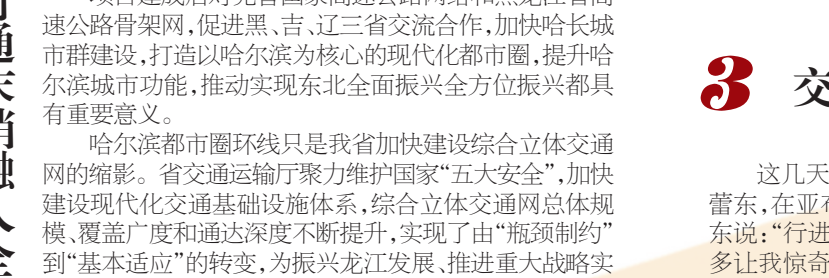 速公路骨架网,促进黑、吉、辽三省交流合作,加快哈长城
市群建设,打造以哈尔滨为核心的现代化都市圈,提升哈
尔滨城市功能,推动实现东北全面振兴全方位振兴都具
有重要意义。
哈尔滨都市圈环线只是我省加快建设综合立体交通
网的缩影。省交通运输厅聚力维护国家“五大安全”,加快
建设现代化交通基础设施体系,综合立体交通网总体规
模、覆盖广度和通达深度不断提升,实现了由“瓶颈制约”
到“基本适应”的转变,为振兴龙江发展、推进重大战略实
3 交
这几天
蕾东,在亚布
东说:“行进
多让我惊奇